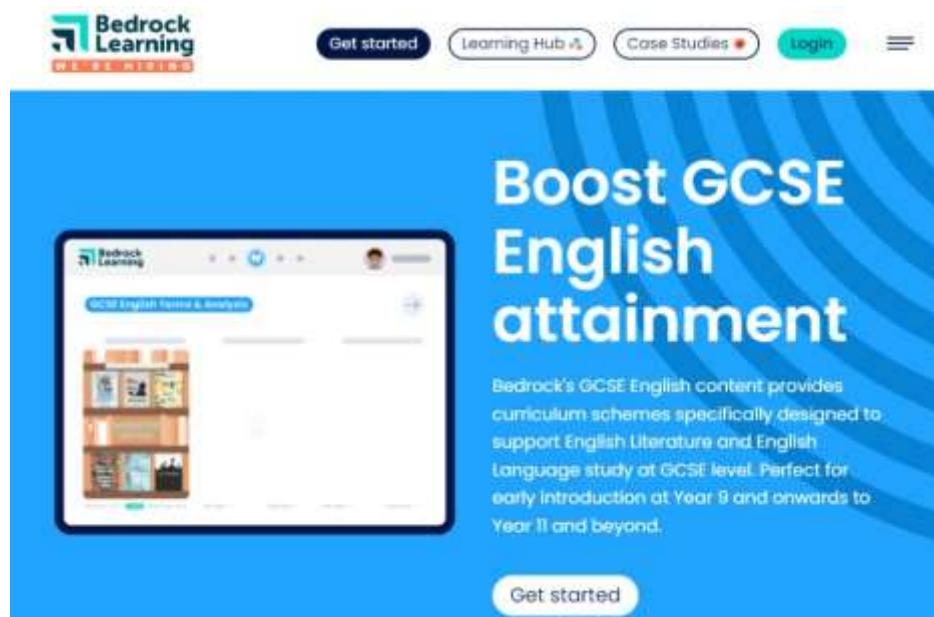 Bedrock
Learning
WE'RE HIRING
Get started
Learning Hub
Case Studies
Login
Boost GCSE
English
attainment
Bedrock
Learning
GCSE English Terms & Analysis
Bedrock's GCSE English content provides
curriculum schemes specifically designed to
support English Literature and English
Language study at GCSE level. Perfect for
early introduction at Year 9 and onwards to
Year 11 and beyond.
Get started